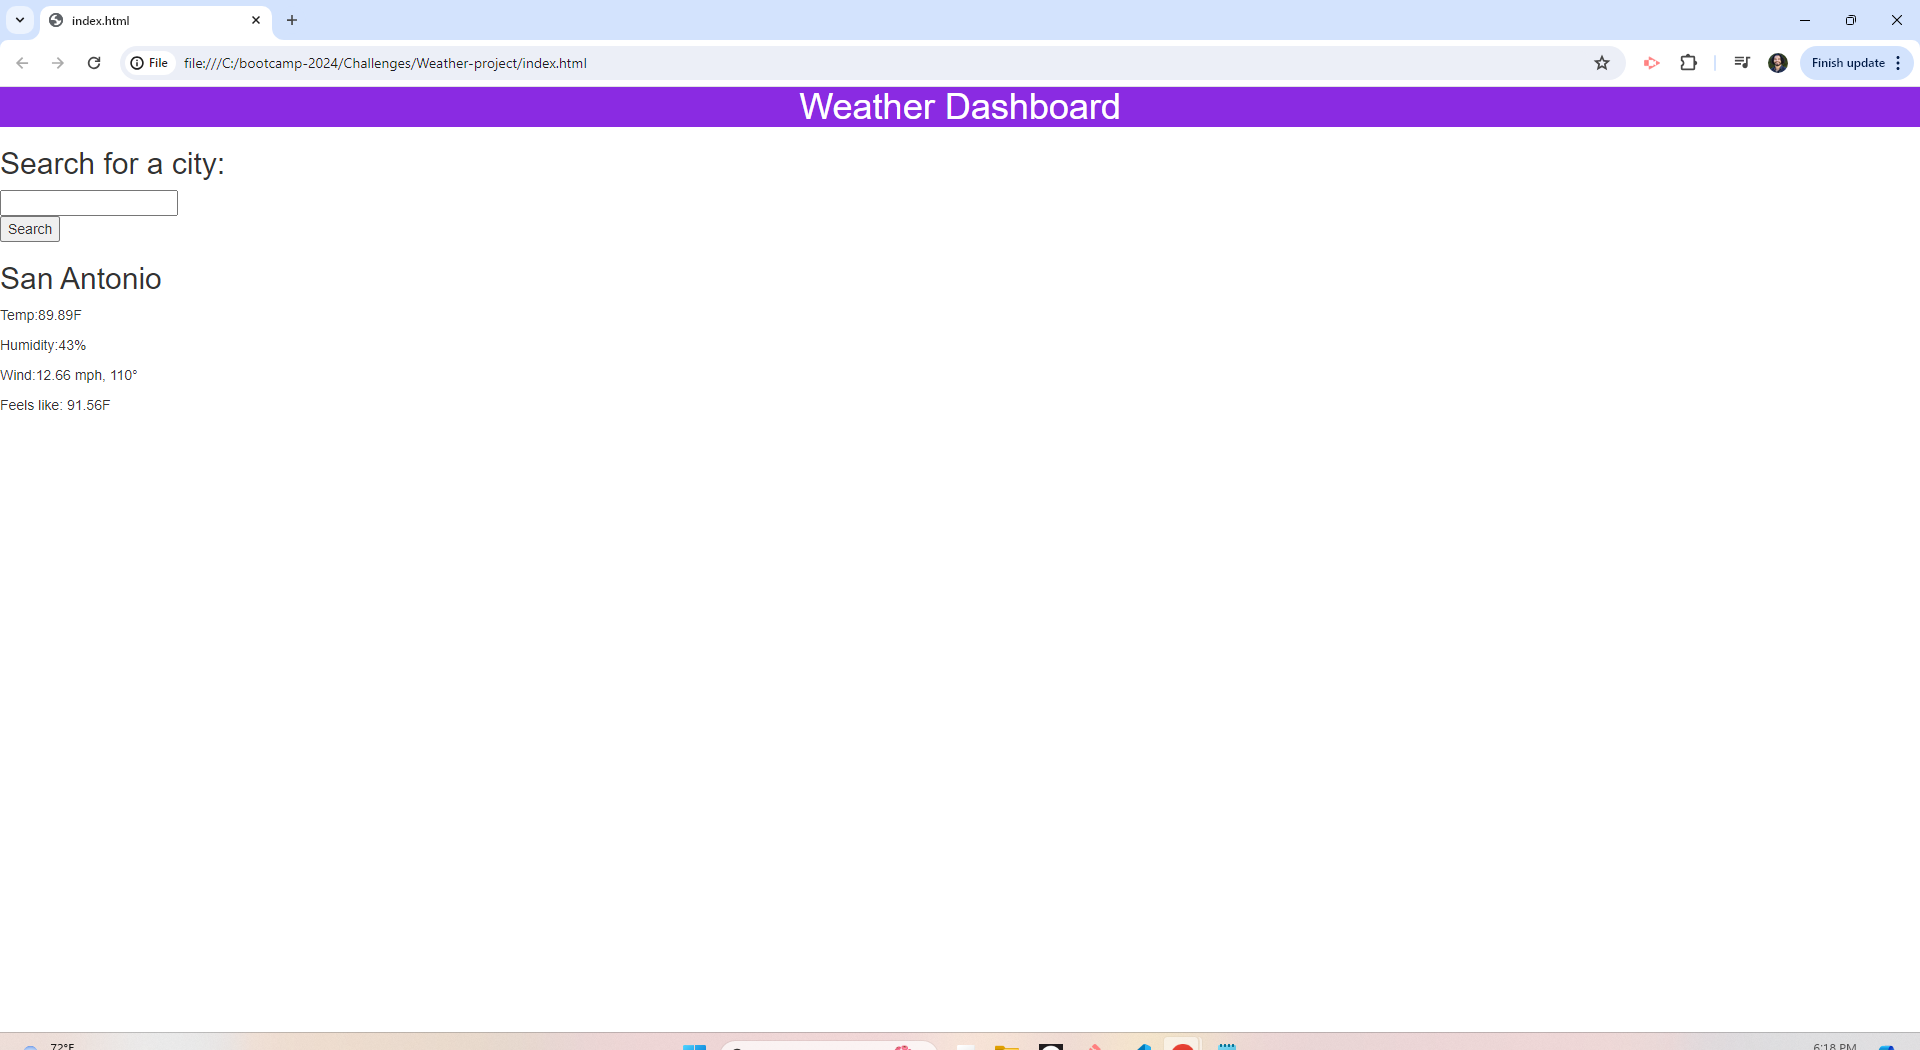 index.html
File file:///C:/bootcamp-2024/Challenges/Weather-project/index.html Finish update
Weather Dashboard
Search for a city:
Search
San Antonio
Temp:89.89F
Humidity:43%
Wind:12.66 mph, 110°
Feels like: 91.56F
72°F 6:18 PM